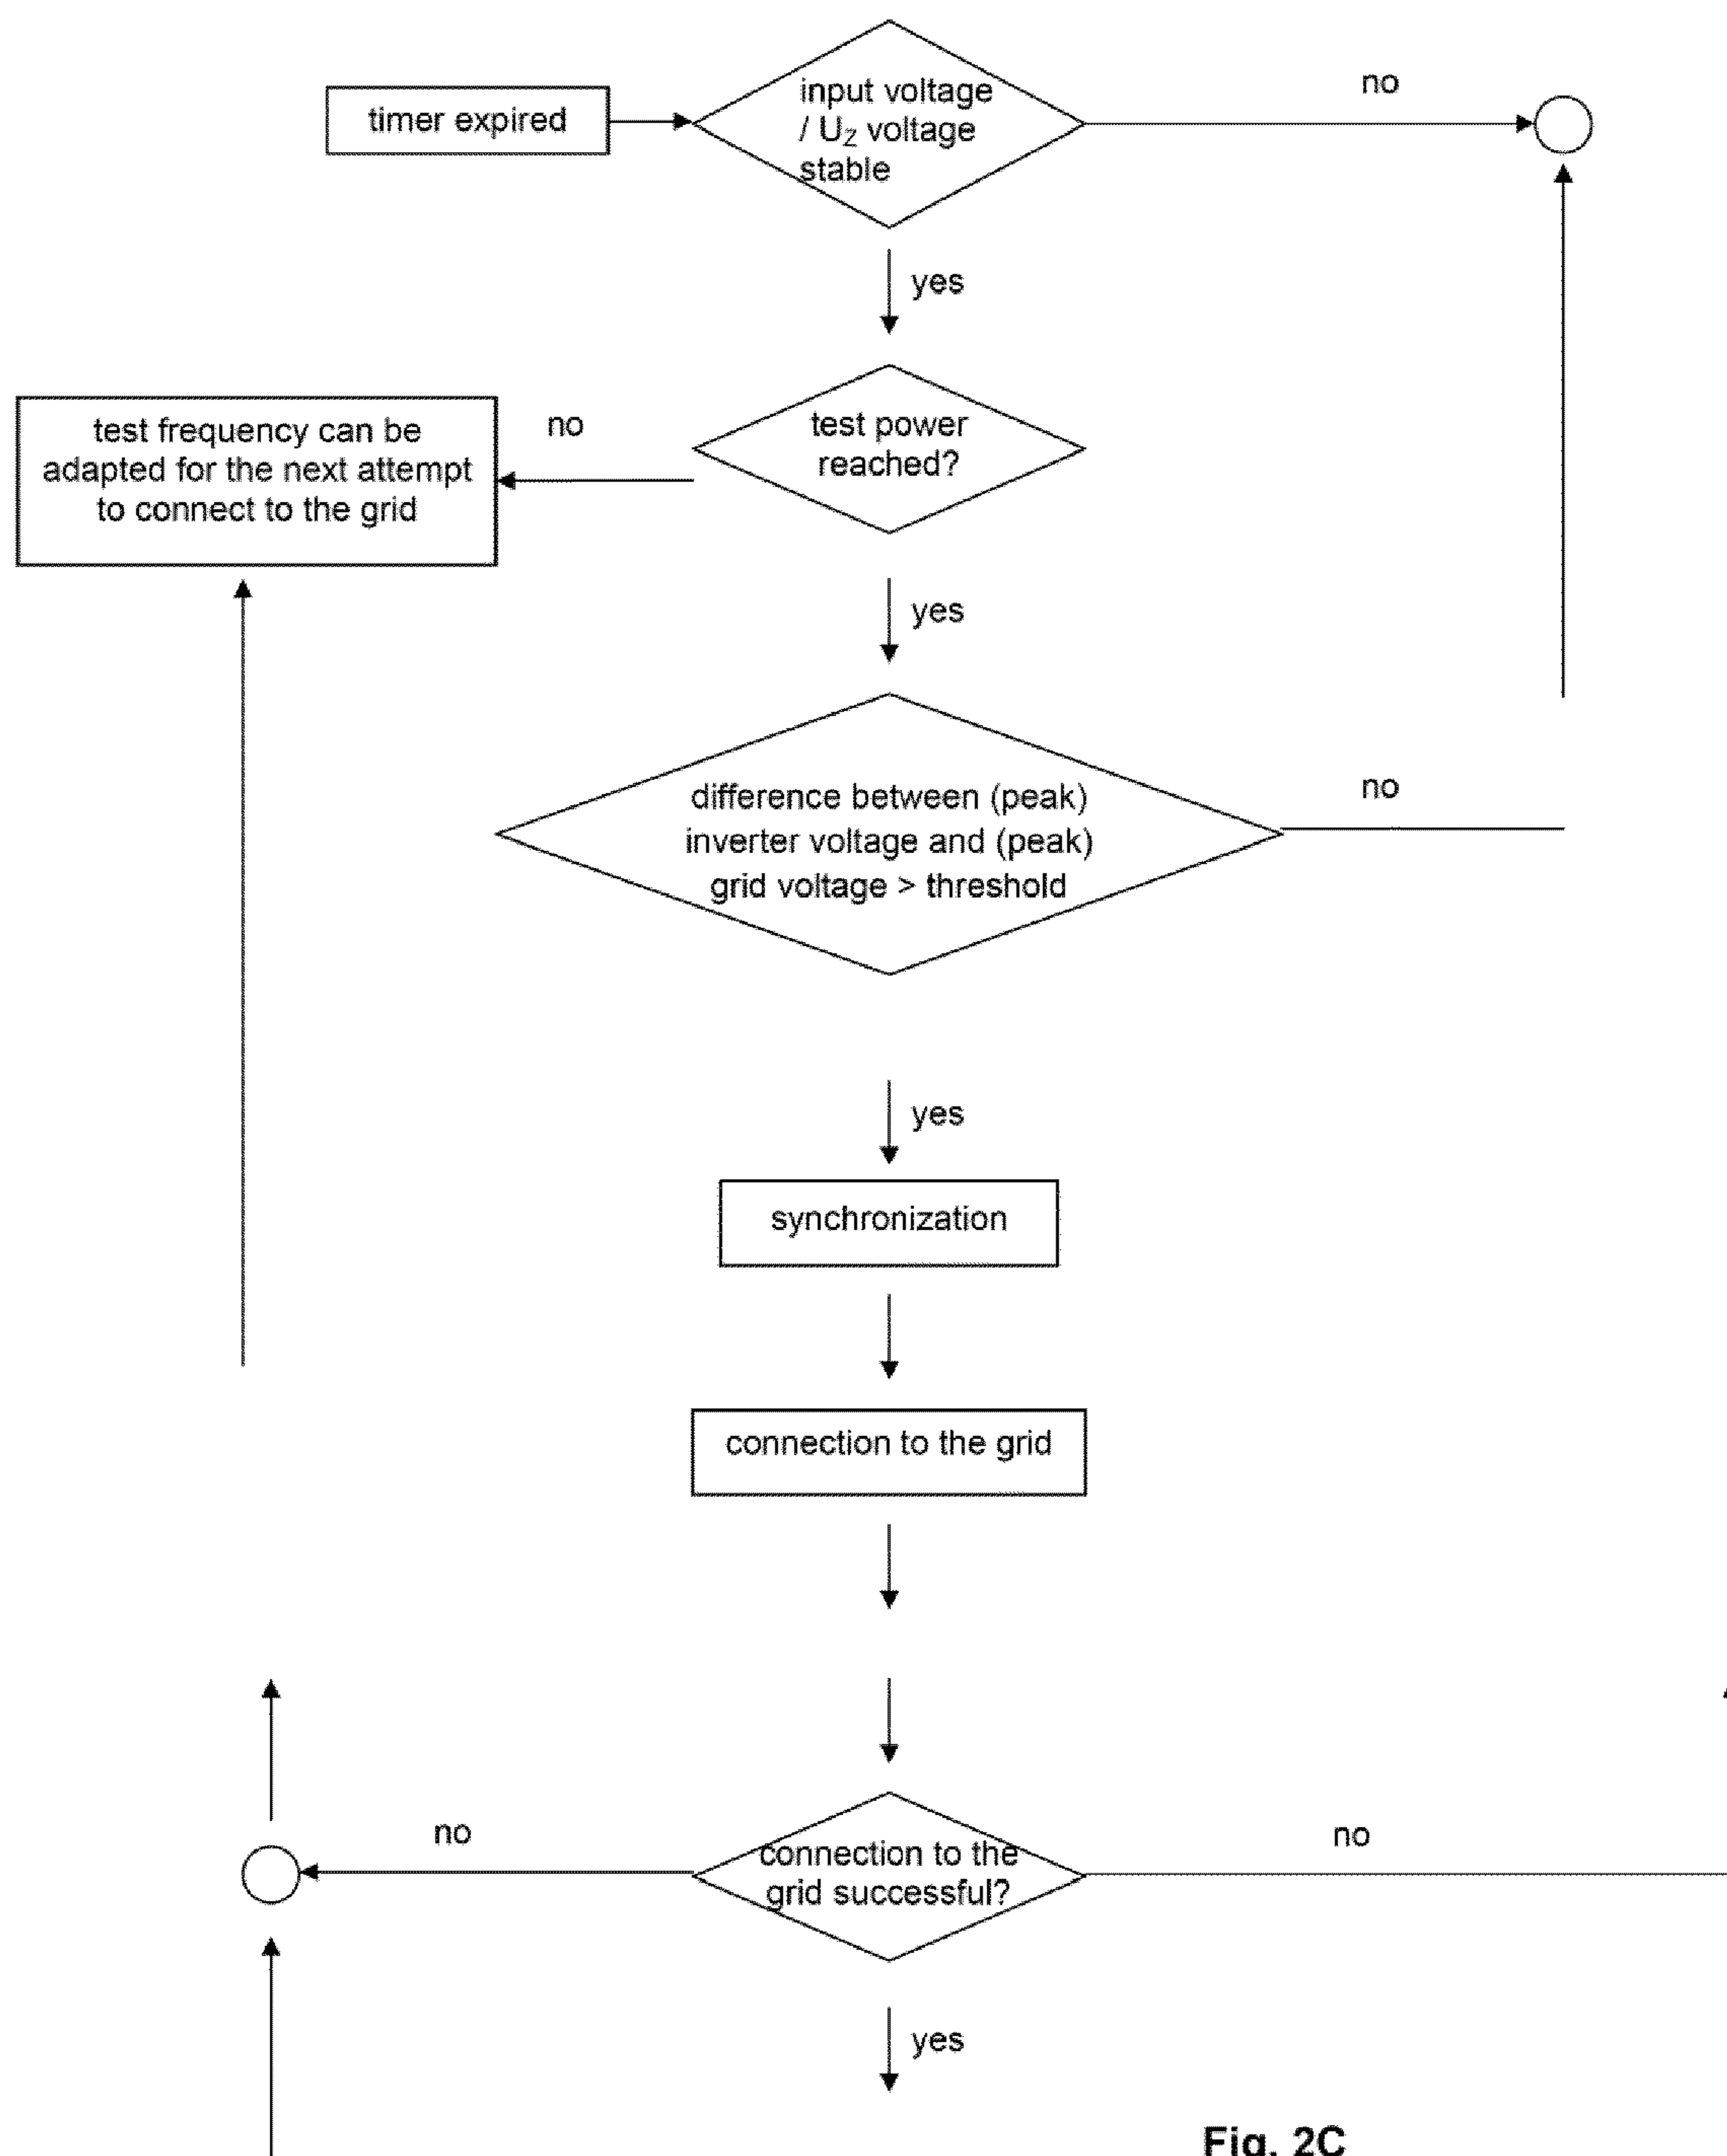 input voltage
/ U₂ voltage
stable
timer expired
no
yes
test frequency can be
adapted for the next attempt
to connect to the grid
no
test power
reached?
yes
difference between (peak)
inverter voltage and (peak)
grid voltage > threshold
no
yes
synchronization
connection to the grid
no
connection to the
grid successful?
no
yes
Fig. 2C